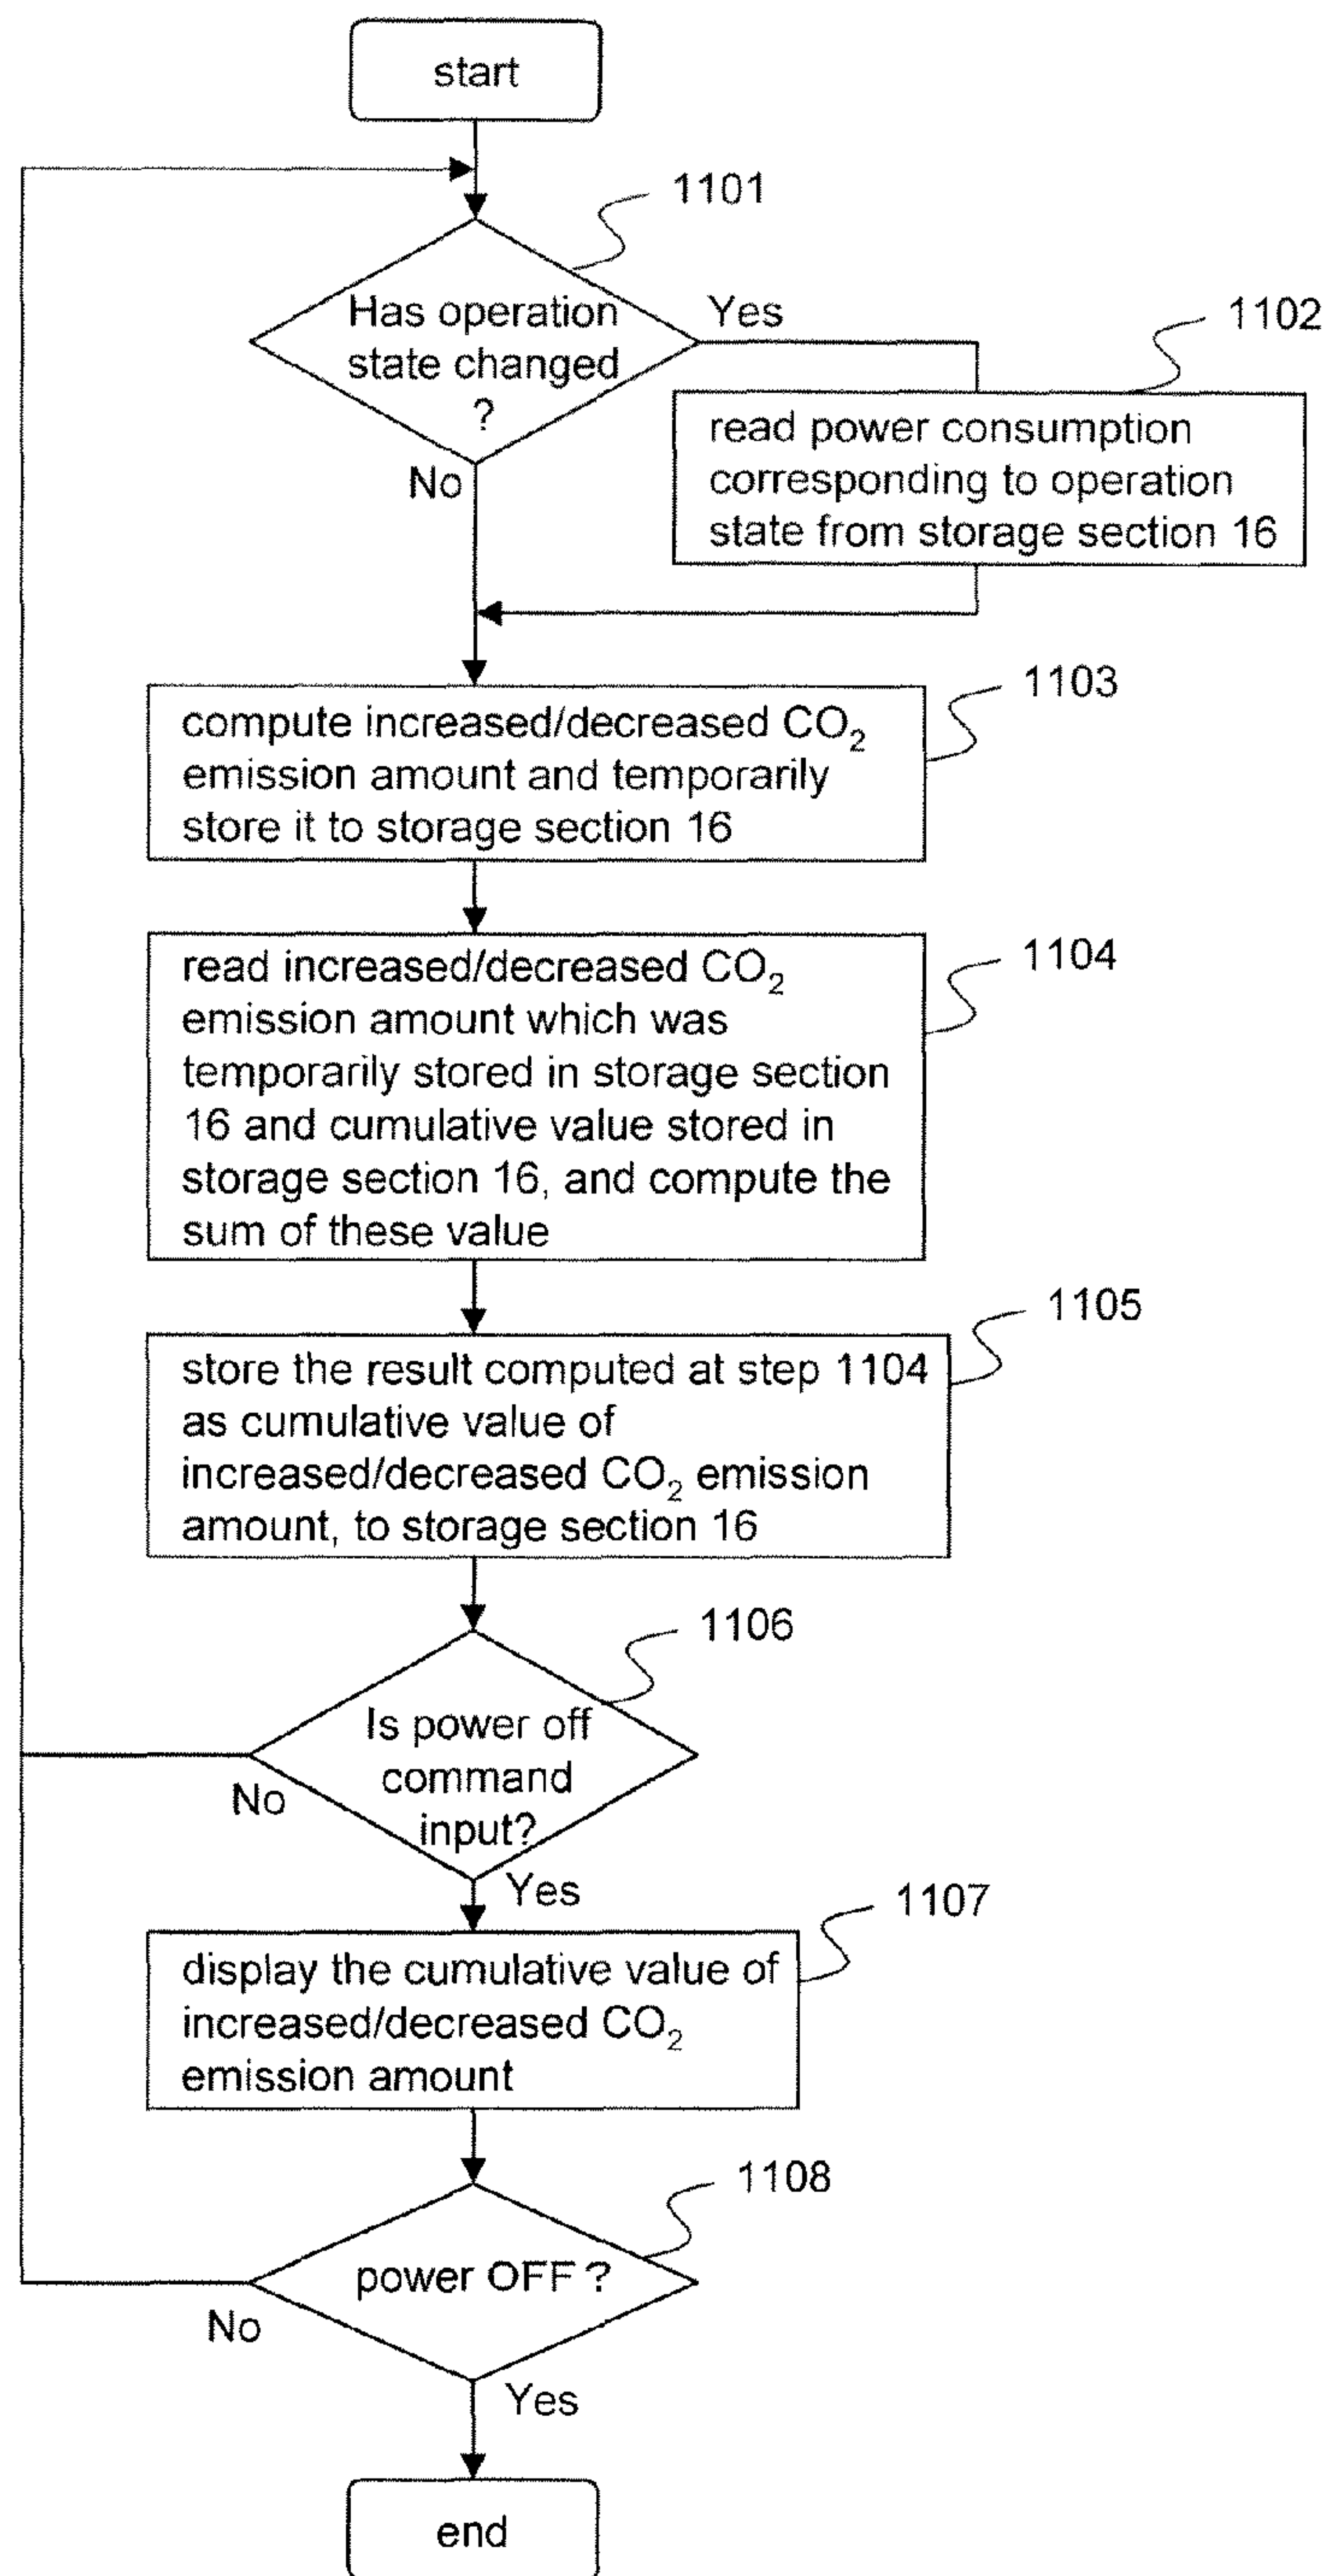 start
1101
Has operation
state changed
?
Yes
No
1102
read power consumption
corresponding to operation
state from storage section 16
1103
compute increased/decreased CO₂
emission amount and temporarily
store it to storage section 16
1104
read increased/decreased CO₂
emission amount which was
temporarily stored in storage section
16 and cumulative value stored in
storage section 16, and compute the
sum of these value
1105
store the result computed at step 1104
as cumulative value of
increased/decreased CO₂ emission
amount, to storage section 16
1106
Is power off
command
input?
No
Yes
1107
display the cumulative value of
increased/decreased CO₂
emission amount
1108
power OFF ?
No
Yes
end